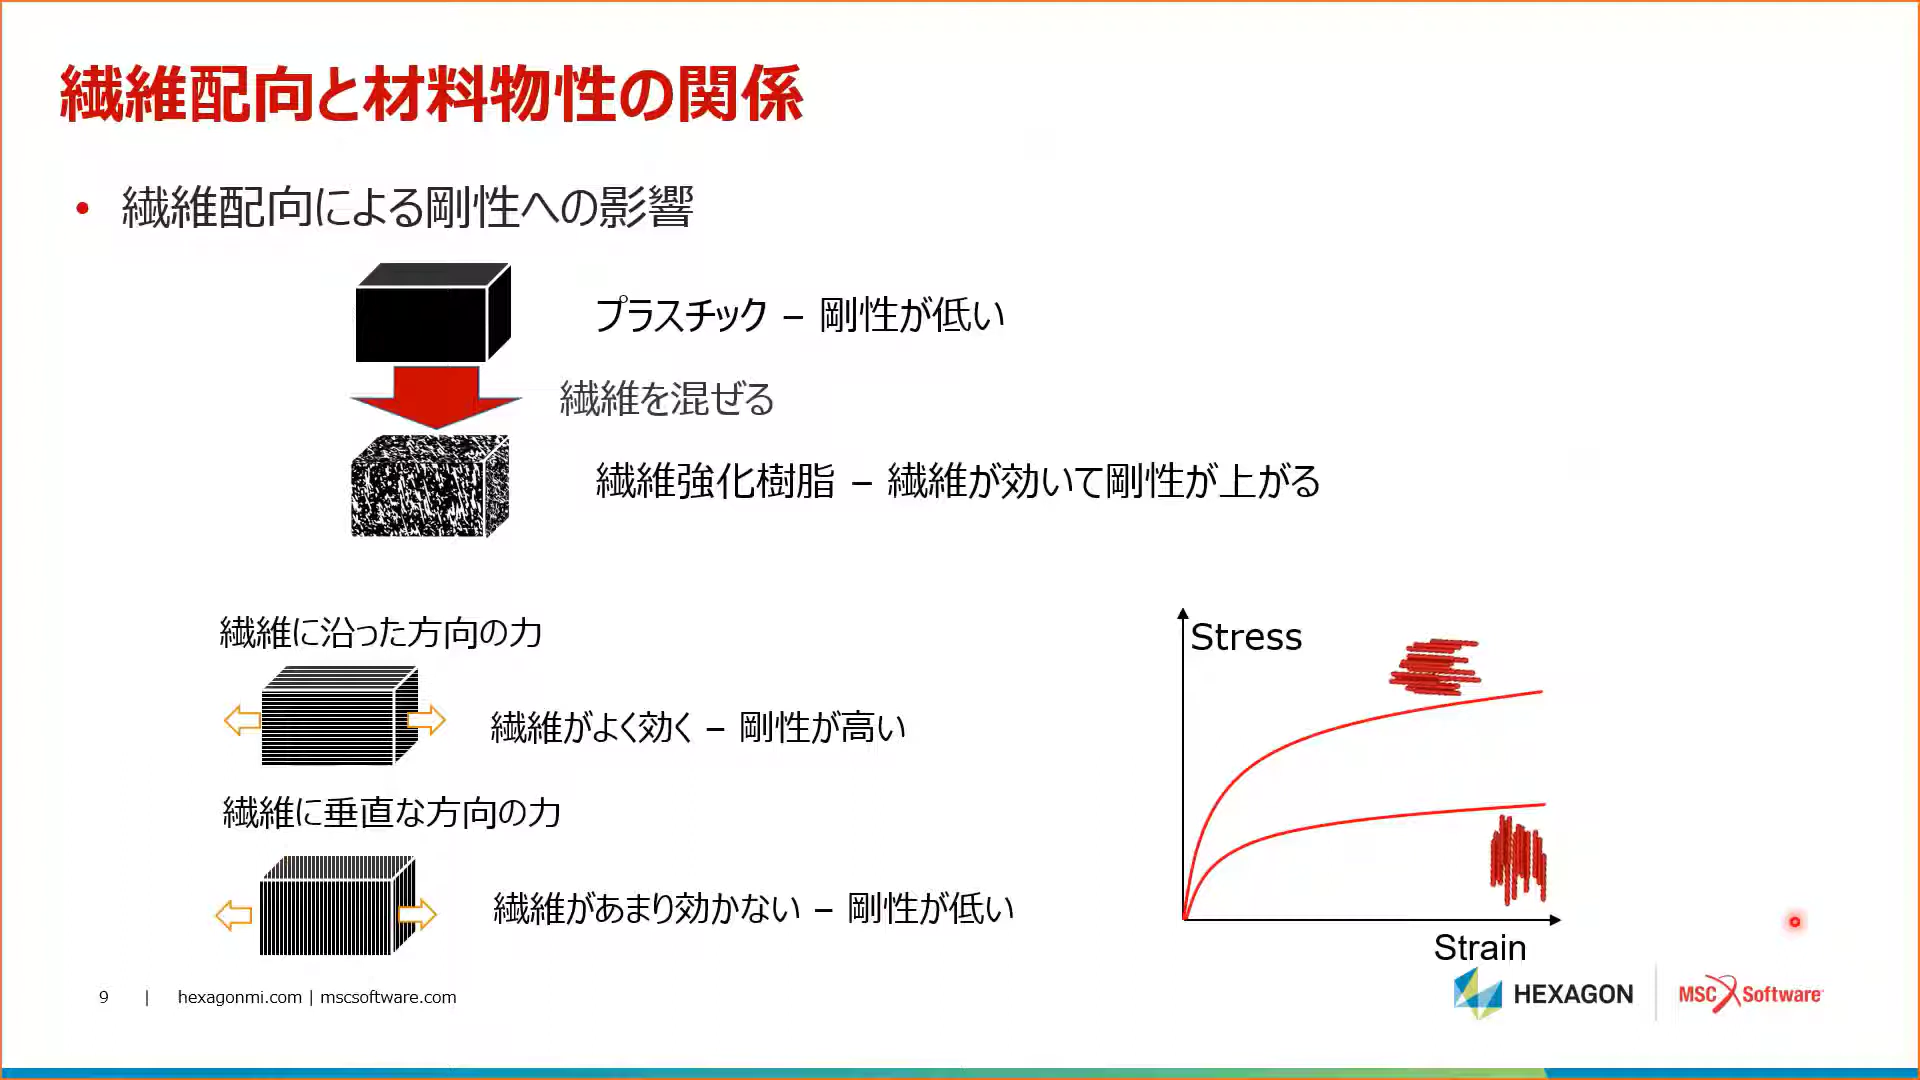 繊維配向と材料物性の関係
• 繊維配向による剛性への影響
プラスチック – 剛性が低い
繊維を混ぜる
繊維強化樹脂 – 繊維が効いて剛性が上がる
繊維に沿った方向の力
繊維がよく効く – 剛性が高い
繊維に垂直な方向の力
繊維があまり効かない – 剛性が低い
Stress
Strain
9 | hexagonmi.com | mscsoftware.com
HEXAGON
MSC Software